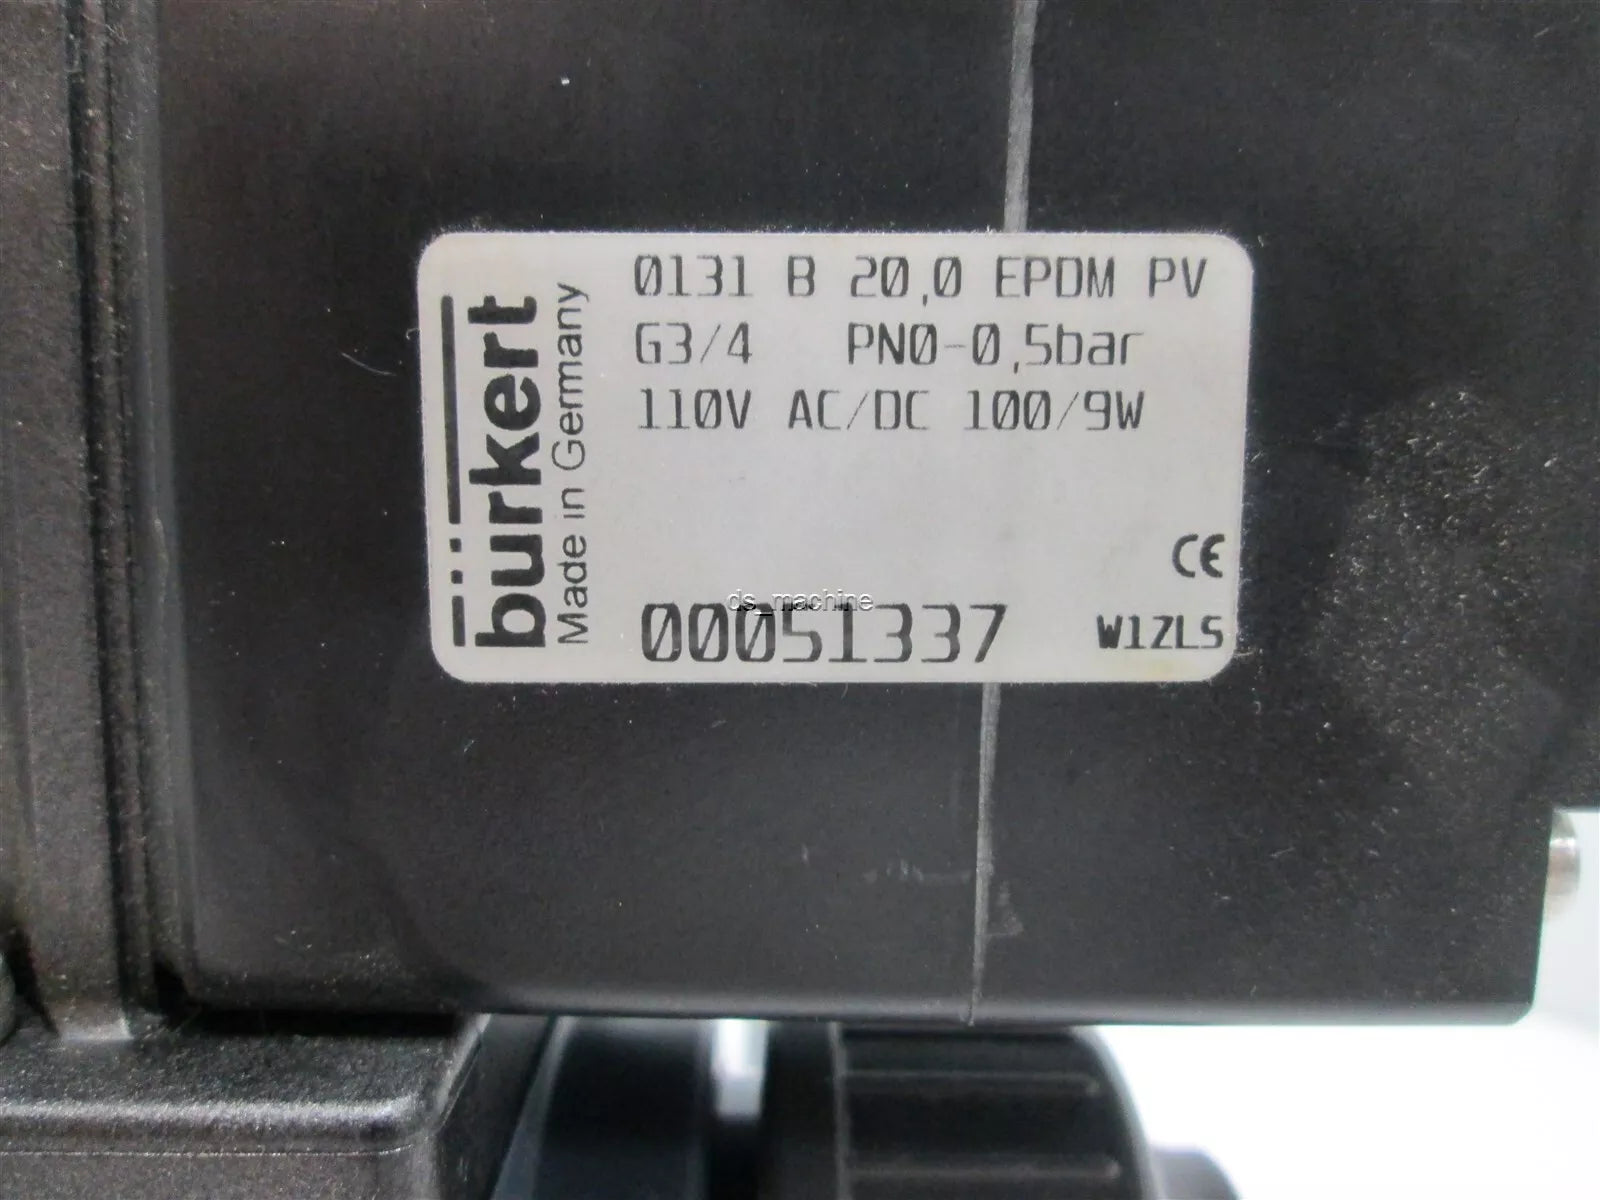 bürkert
Made in Germany
0131 B 20,0 EPDM PV
G3/4 PN0-0,5bar
110V AC/DC 100/9W
CE
ds_machine
00051337 W1ZLS